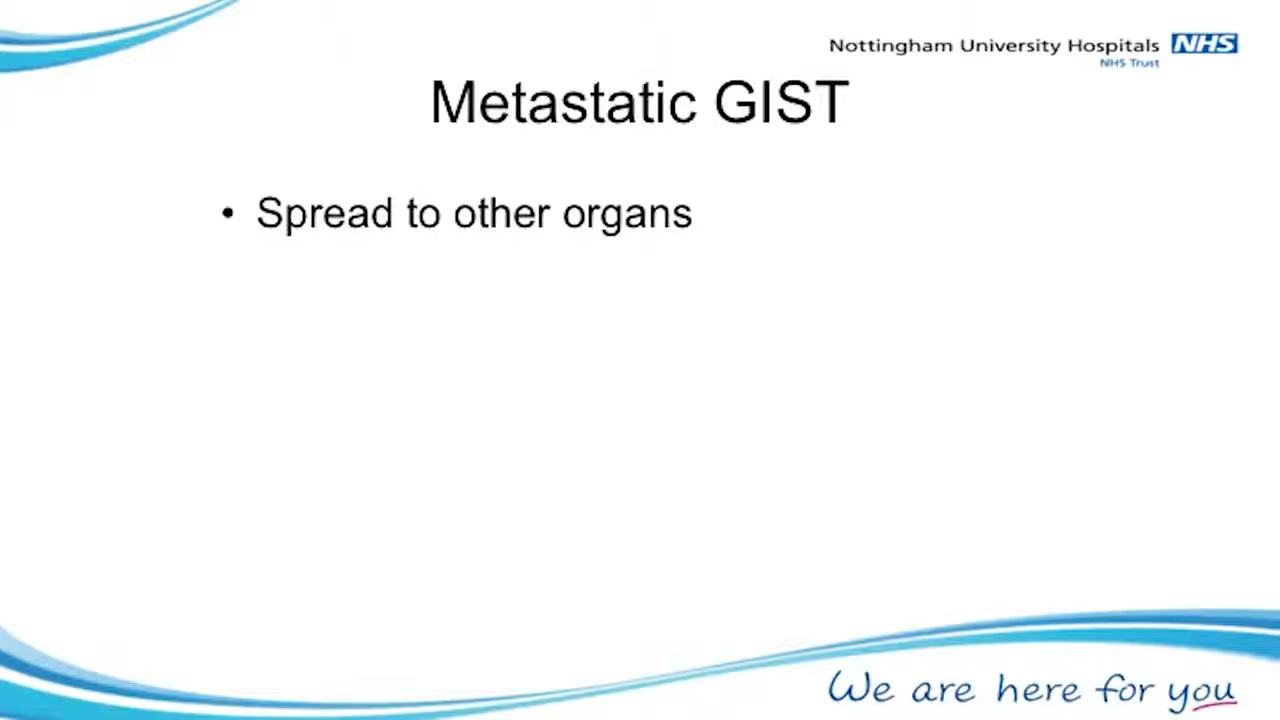 Nottingham University Hospitals NHS
NHS Trust
Metastatic GIST
• Spread to other organs
We are here for you